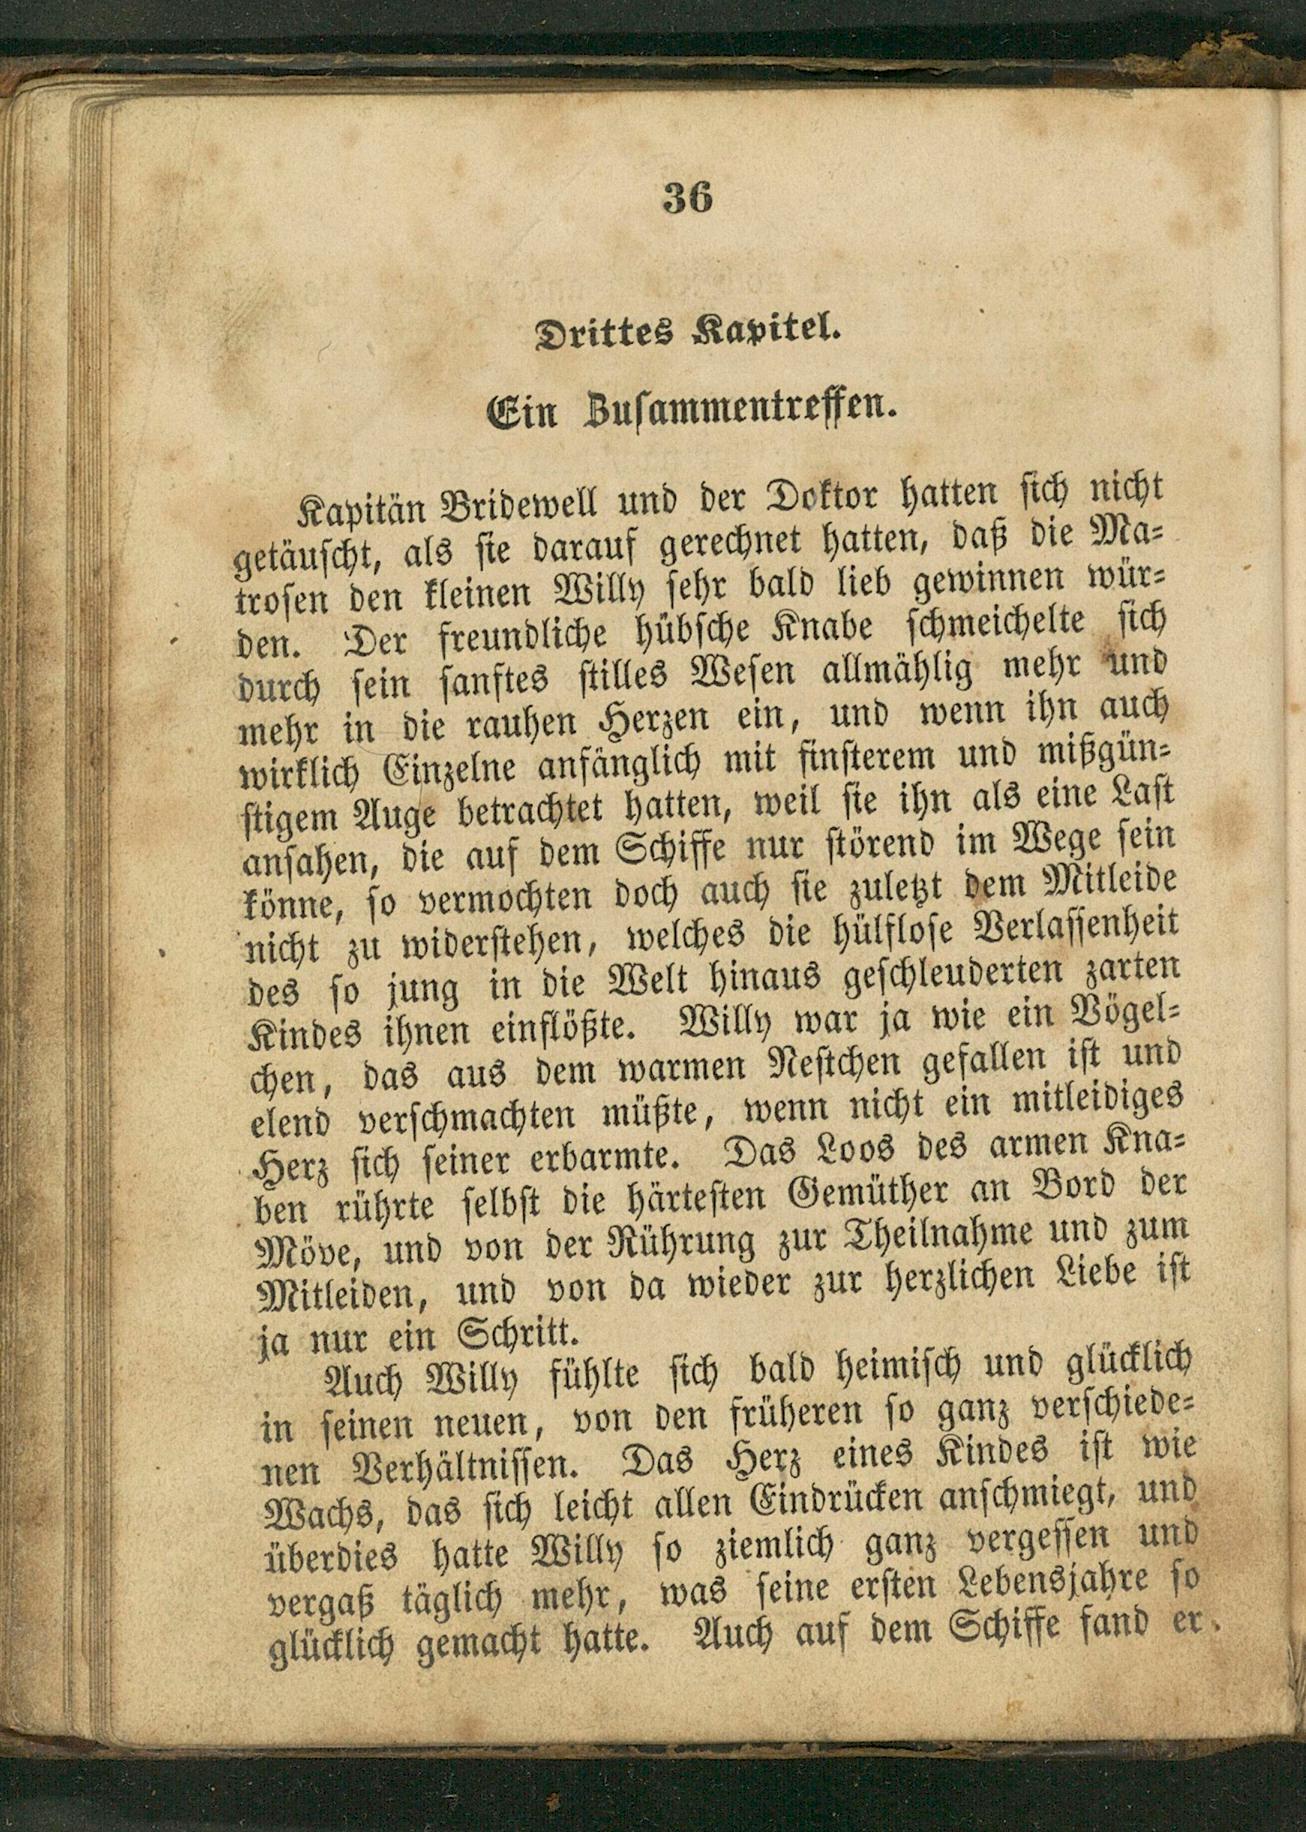 36
Drittes Kapitel.
Ein Zusammentreffen.
Kapitän Bridewell und der Doktor hatten sich nicht
getäuscht, als sie darauf gerechnet hatten, daß die Ma-
trosen den kleinen Willy sehr bald lieb gewinnen wür-
den. Der freundliche hübsche Knabe schmeichelte sich
durch sein sanftes stilles Wesen allmählig mehr und
mehr in die rauhen Herzen ein, und wenn ihn auch
wirklich Einzelne anfänglich mit finsterem und mißgün-
stigem Auge betrachtet hatten, weil sie ihn als eine Last
ansahen, die auf dem Schiffe nur störend im Wege sein
könne, so vermochten doch auch sie zuletzt dem Mitleide
nicht zu widerstehen, welches die hülflose Verlassenheit
des so jung in die Welt hinaus geschleuderten zarten
Kindes ihnen einflößte. Willy war ja wie ein Vögel-
chen, das aus dem warmen Nestchen gefallen ist und
elend verschmachten müßte, wenn nicht ein mitleidiges
Herz sich seiner erbarmte. Das Loos des armen Kna-
ben rührte selbst die härtesten Gemüther an Bord der
Möve, und von der Rührung zur Theilnahme und zum
Mitleiden, und von da wieder zur herzlichen Liebe ist
ja nur ein Schritt.
Auch Willy fühlte sich bald heimisch und glücklich
in seinen neuen, von den früheren so ganz verschiede-
nen Verhältnissen. Das Herz eines Kindes ist wie
Wachs, das sich leicht allen Eindrücken anschmiegt, und
überdies hatte Willy so ziemlich ganz vergessen und
vergaß täglich mehr, was seine ersten Lebensjahre so
glücklich gemacht hatte. Auch auf dem Schiffe fand er